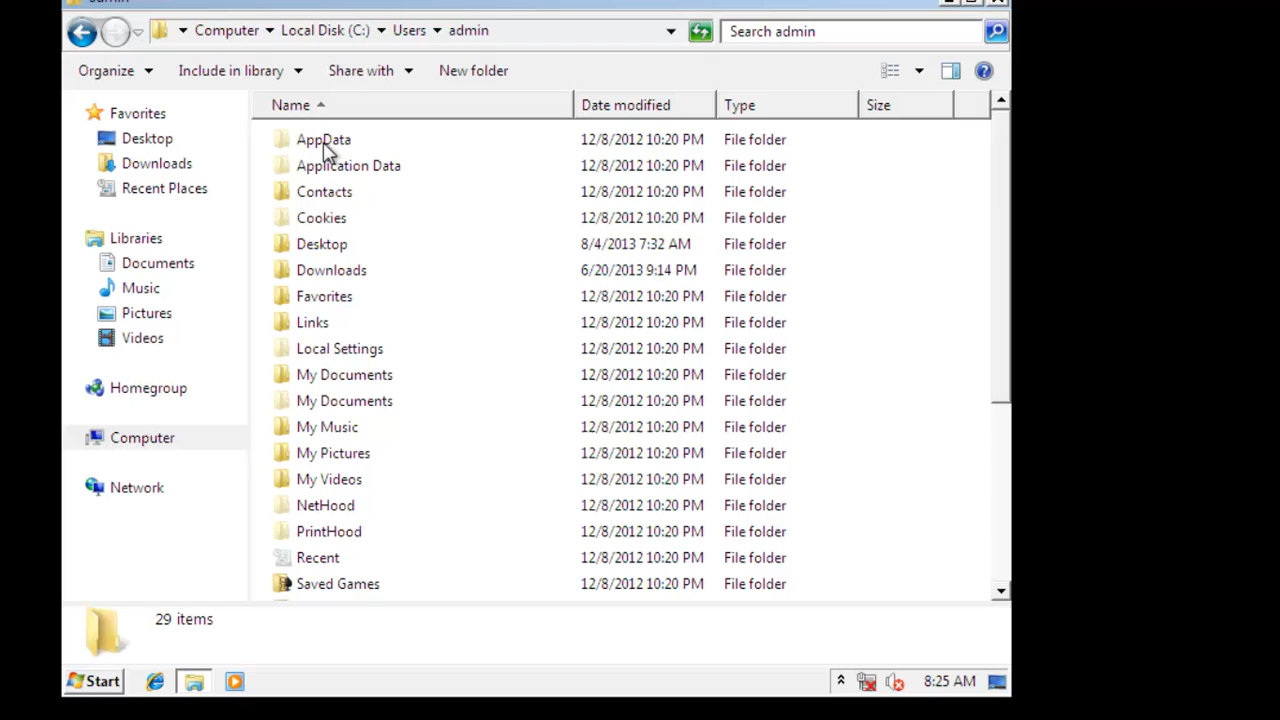 Computer Local Disk (C:) Users admin Search admin
Organize Include in library Share with New folder
Name Date modified Type Size
Favorites
Desktop
Downloads
Recent Places
Libraries
Documents
Music
Pictures
Videos
Homegroup
Computer
Network
AppData 12/8/2012 10:20 PM File folder
Application Data 12/8/2012 10:20 PM File folder
Contacts 12/8/2012 10:20 PM File folder
Cookies 12/8/2012 10:20 PM File folder
Desktop 8/4/2013 7:32 AM File folder
Downloads 6/20/2013 9:14 PM File folder
Favorites 12/8/2012 10:20 PM File folder
Links 12/8/2012 10:20 PM File folder
Local Settings 12/8/2012 10:20 PM File folder
My Documents 12/8/2012 10:20 PM File folder
My Documents 12/8/2012 10:20 PM File folder
My Music 12/8/2012 10:20 PM File folder
My Pictures 12/8/2012 10:20 PM File folder
My Videos 12/8/2012 10:20 PM File folder
NetHood 12/8/2012 10:20 PM File folder
PrintHood 12/8/2012 10:20 PM File folder
Recent 12/8/2012 10:20 PM File folder
Saved Games 12/8/2012 10:20 PM File folder
29 items
Start 8:25 AM